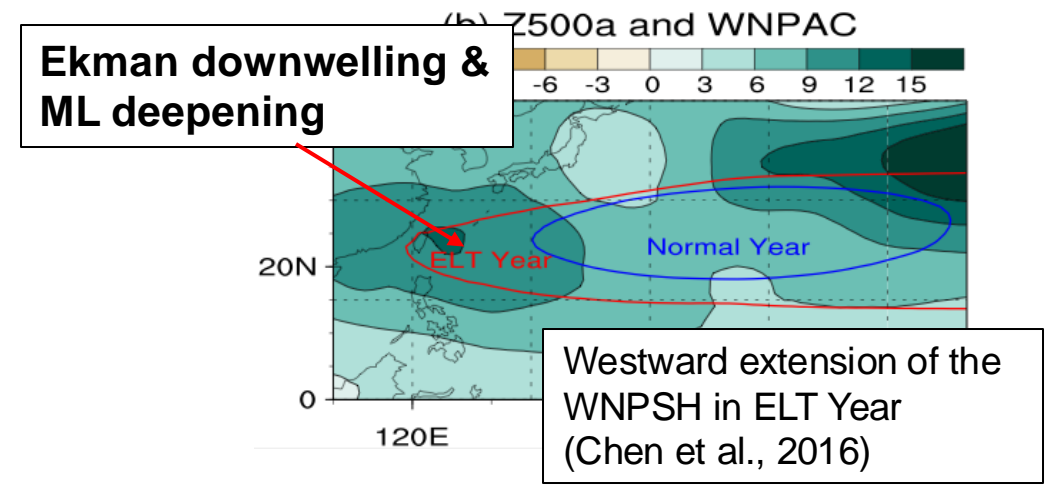 (b) Z500a and WNPAC
Ekman downwelling &
ML deepening
-6 -3 0 3 6 9 12 15
Normal Year
ELT Year
20N
0
120E
Westward extension of the
WNPSH in ELT Year
(Chen et al., 2016)